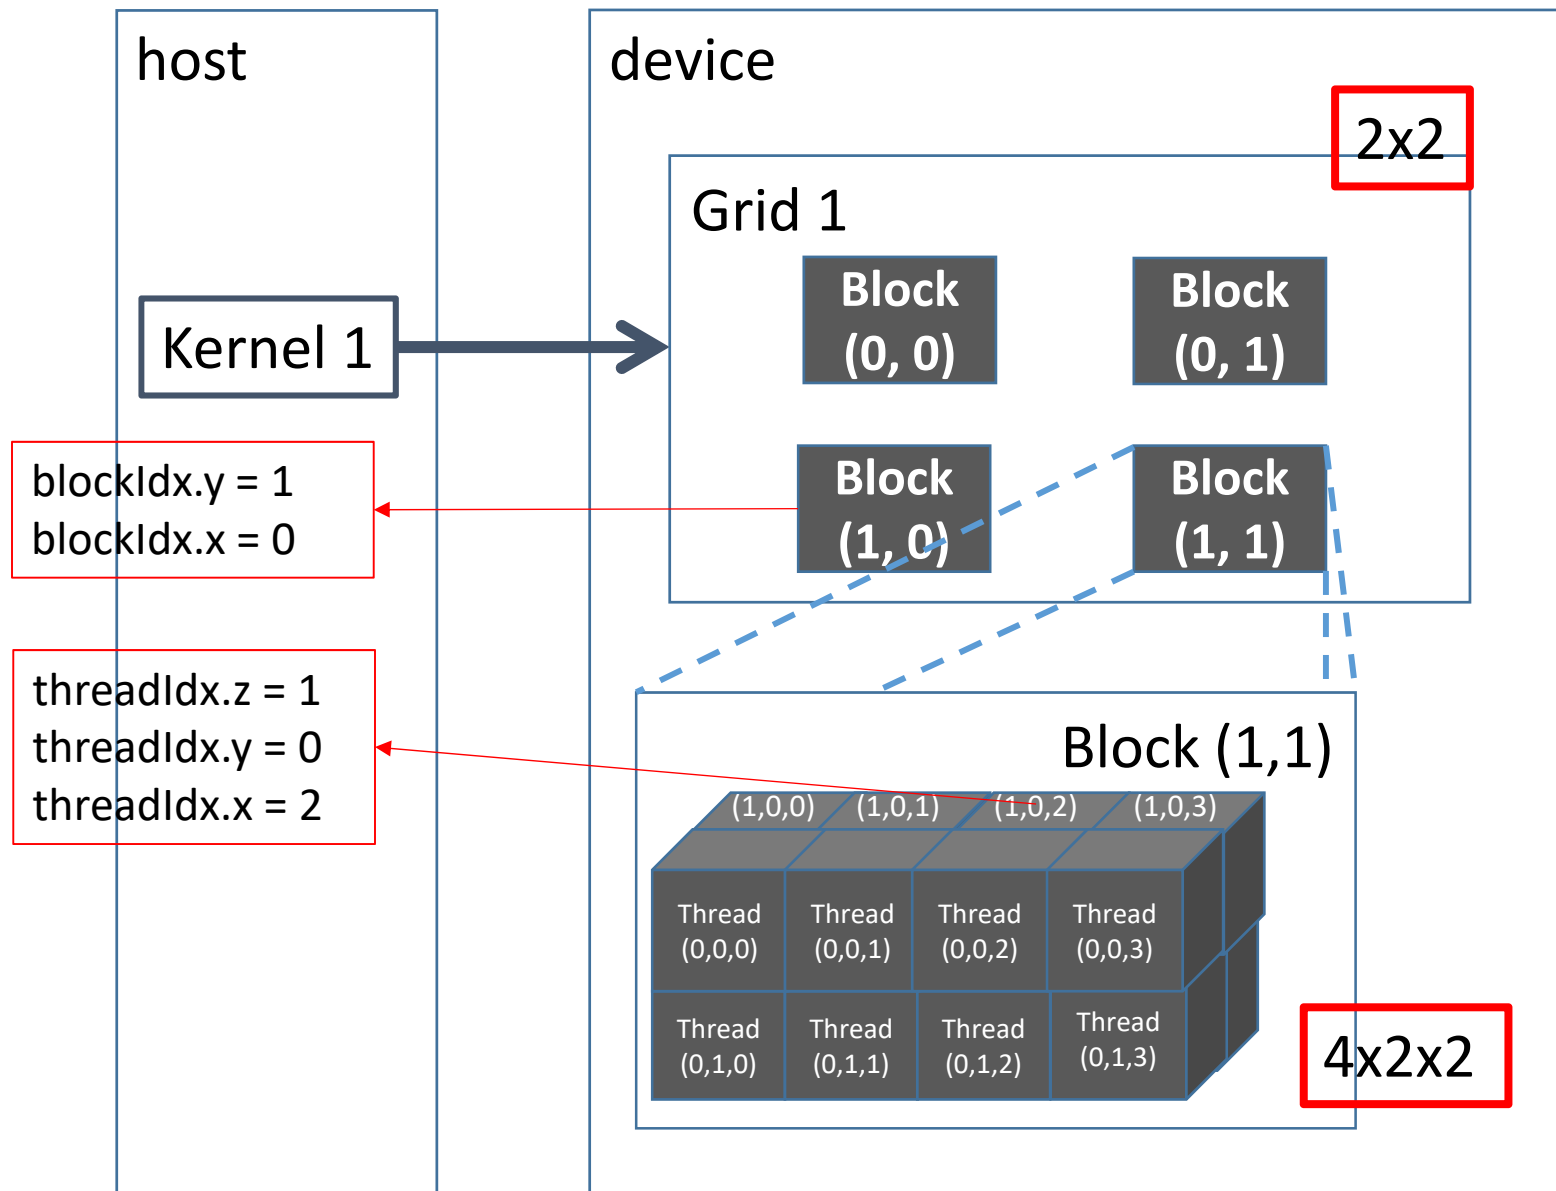 host
device
2x2
Grid 1
Block
(0, 0)
Block
(0, 1)
Kernel 1
blockIdx.y = 1
blockIdx.x = 0
Block
(1, 0)
Block
(1, 1)
threadIdx.z = 1
threadIdx.y = 0
threadIdx.x = 2
Block (1,1)
(1,0,0)
(1,0,1)
(1,0,2)
(1,0,3)
Thread
(0,0,0)
Thread
(0,0,1)
Thread
(0,0,2)
Thread
(0,0,3)
Thread
(0,1,0)
Thread
(0,1,1)
Thread
(0,1,2)
Thread
(0,1,3)
4x2x2